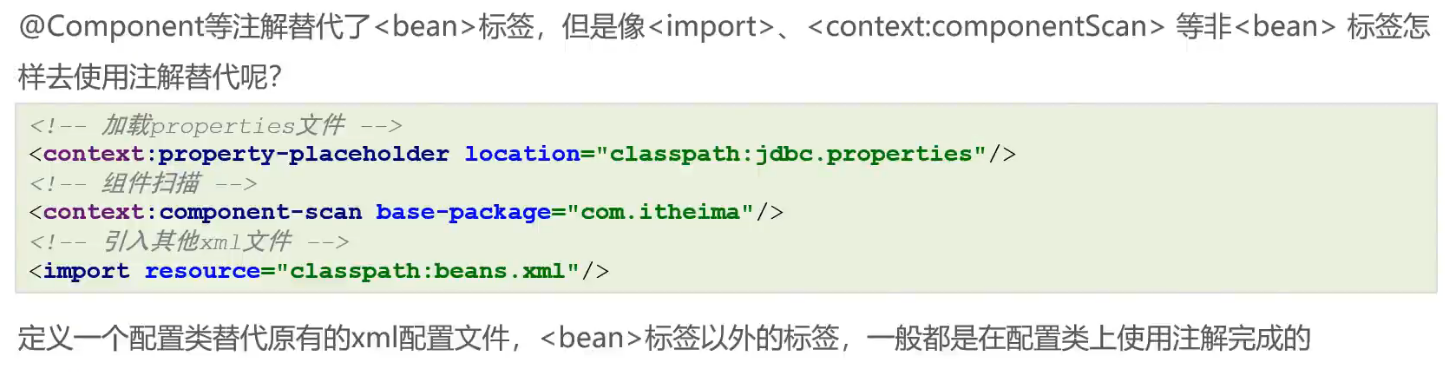 @Component等注解替代了<bean>标签，但是像<import>、<context:componentScan> 等非<bean> 标签怎
样去使用注解替代呢？
<!-- 加载properties文件 -->
<context:property-placeholder location="classpath:jdbc.properties"/>
<!-- 组件扫描 -->
<context:component-scan base-package="com.itheima"/>
<!-- 引入其他xml文件 -->
<import resource="classpath:beans.xml"/>
定义一个配置类替代原有的xml配置文件，<bean>标签以外的标签，一般都是在配置类上使用注解完成的